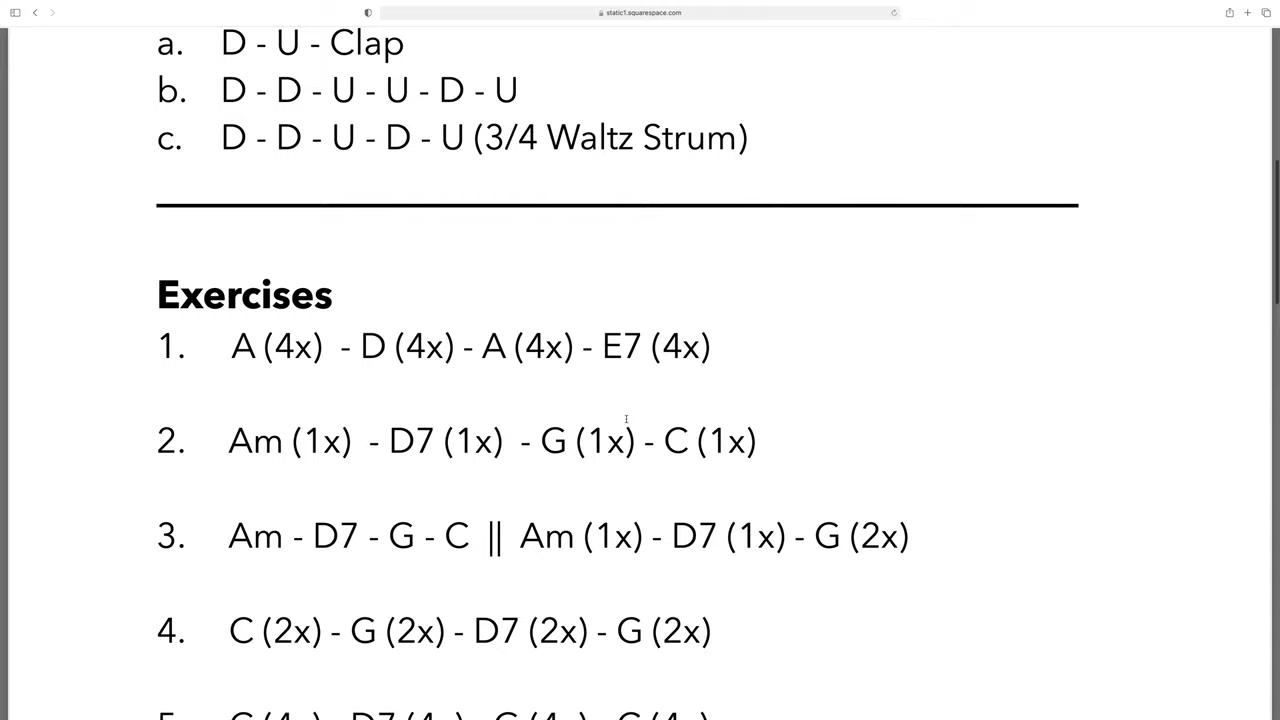 static1.squarespace.com
a. D - U - Clap
b. D - D - U - U - D - U
c. D - D - U - D - U (3/4 Waltz Strum)
Exercises
1. A (4x) - D (4x) - A (4x) - E7 (4x)
2. Am (1x) - D7 (1x) - G (1x) - C (1x)
3. Am - D7 - G - C || Am (1x) - D7 (1x) - G (2x)
4. C (2x) - G (2x) - D7 (2x) - G (2x)